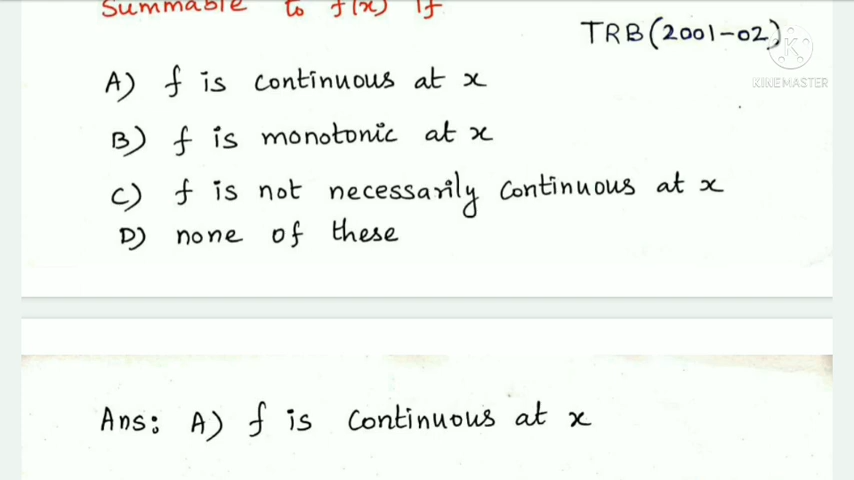 Summable to f(x) if
TRB(2001-02)
KINEMASTER
A) f is continuous at x
B) f is monotonic at x
C) f is not necessarily continuous at x
D) none of these
Ans: A) f is continuous at x